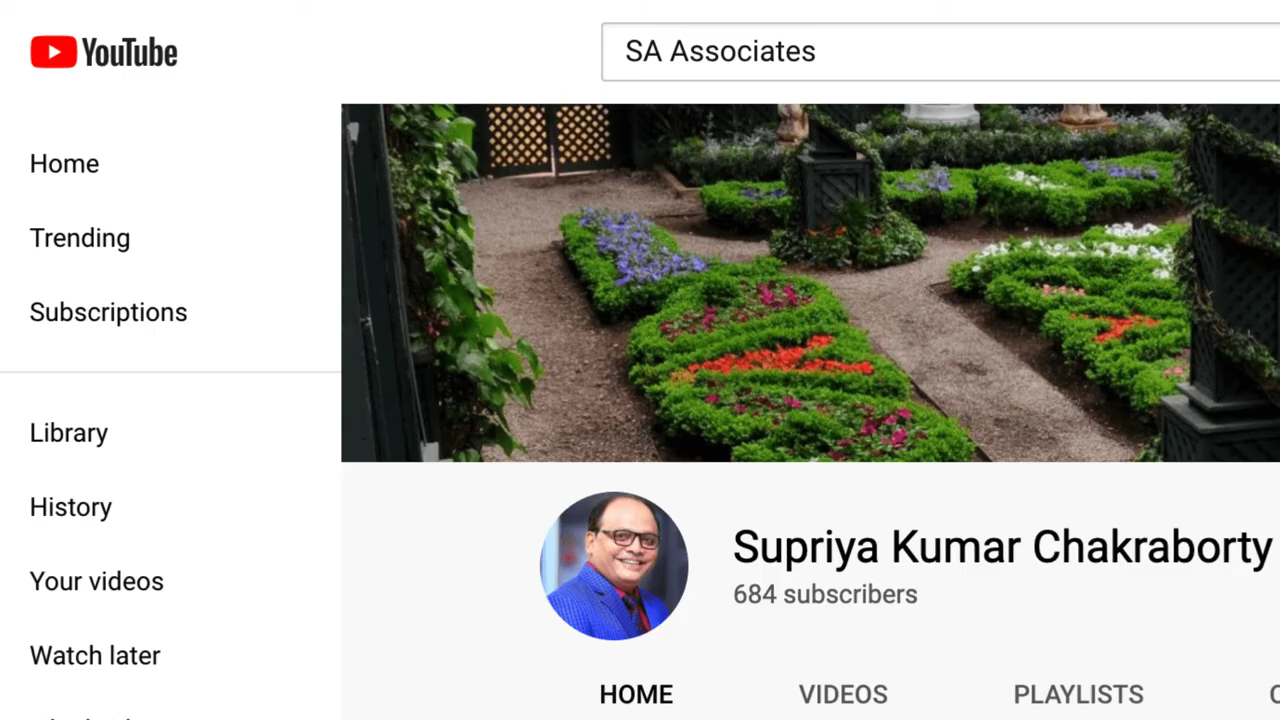 YouTube
SA Associates
Home
Trending
Subscriptions
Library
History
Your videos
Watch later
Supriya Kumar Chakraborty
684 subscribers
HOME
VIDEOS
PLAYLISTS